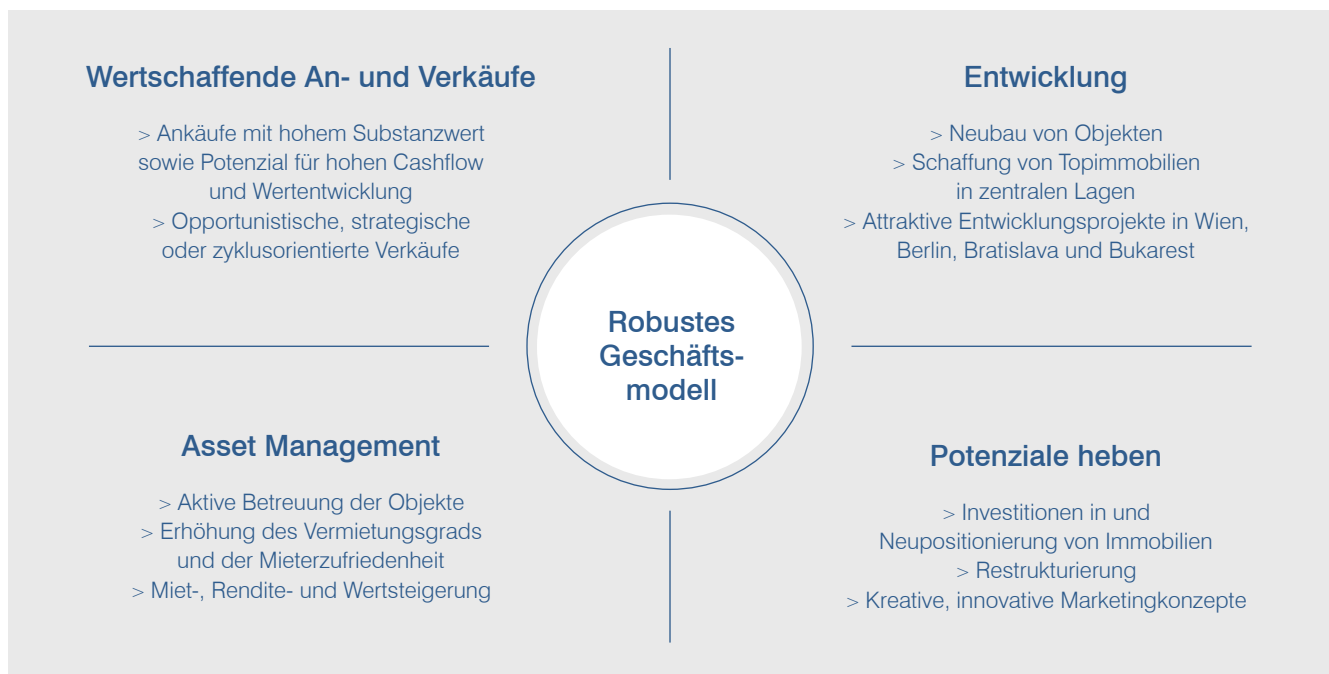 Wertschaffende An- und Verkäufe
> Ankäufe mit hohem Substanzwert
sowie Potenzial für hohen Cashflow
und Wertentwicklung
> Opportunistische, strategische
oder zyklusorientierte Verkäufe
Entwicklung
> Neubau von Objekten
> Schaffung von Topimmobilien
in zentralen Lagen
> Attraktive Entwicklungsprojekte in Wien,
Berlin, Bratislava und Bukarest
Robustes
Geschäfts-
modell
Asset Management
> Aktive Betreuung der Objekte
> Erhöhung des Vermietungsgrads
und der Mieterzufriedenheit
> Miet-, Rendite- und Wertsteigerung
Potenziale heben
> Investitionen in und
Neupositionierung von Immobilien
> Restrukturierung
> Kreative, innovative Marketingkonzepte